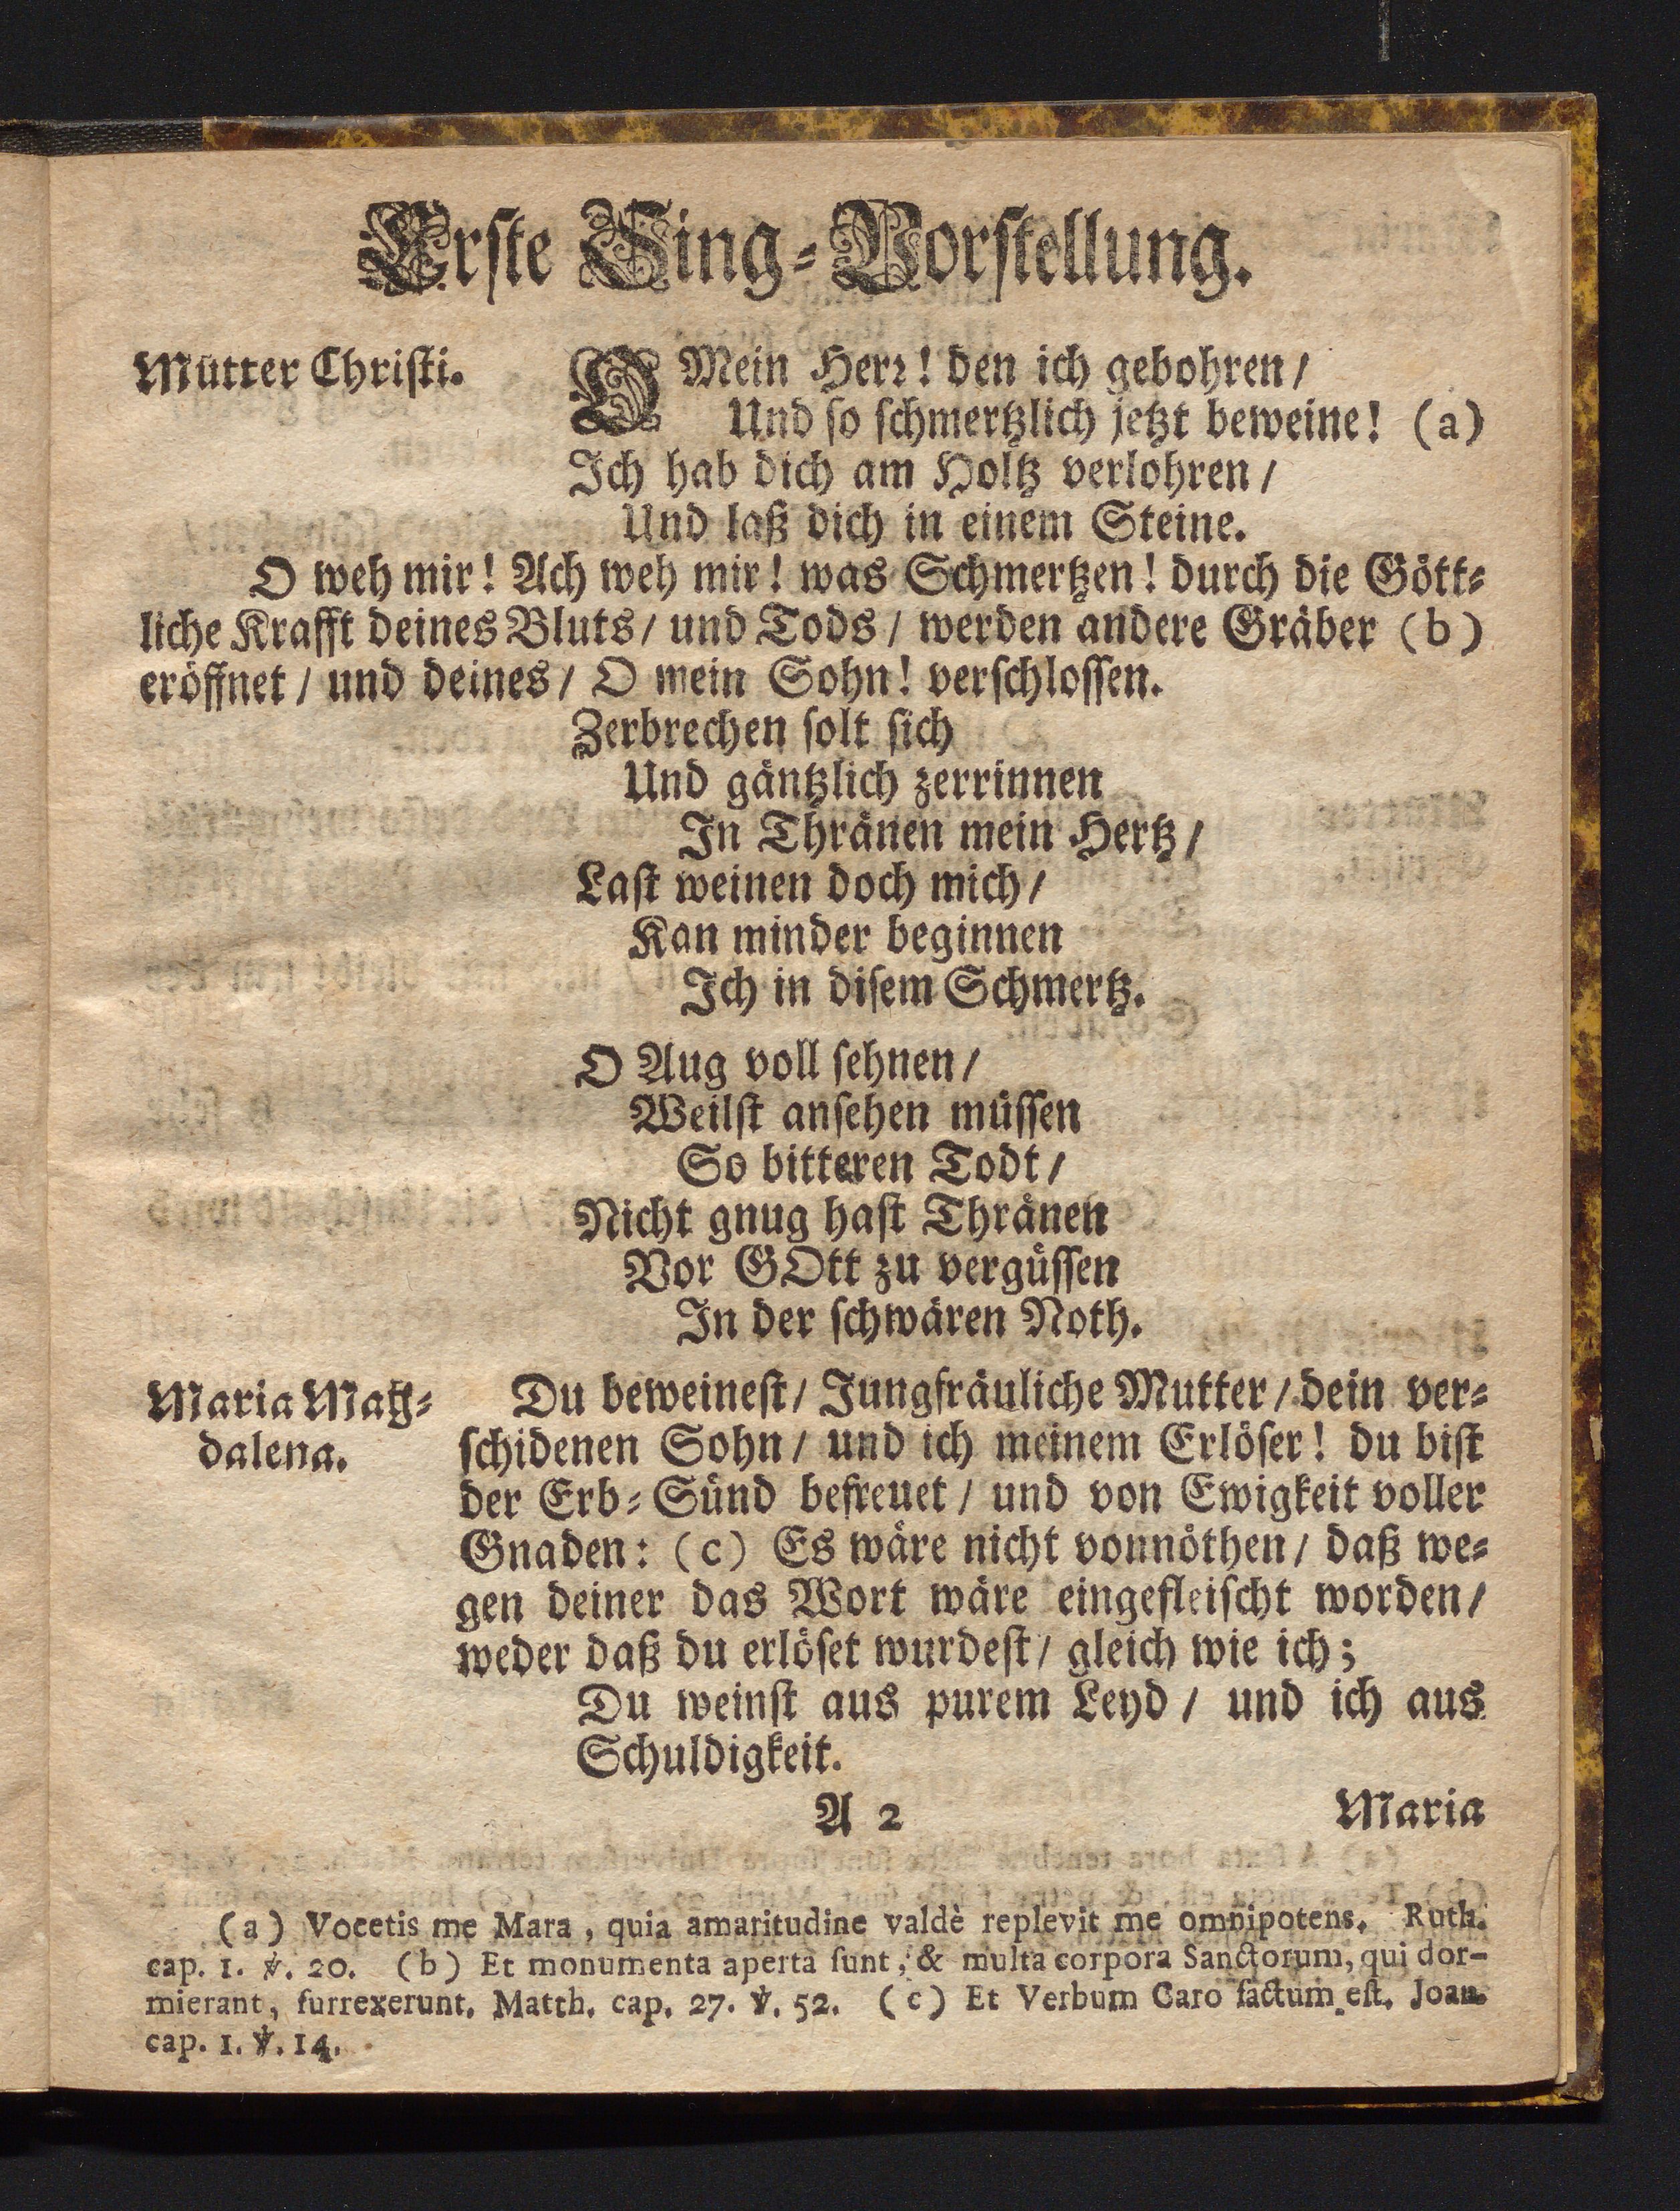 Erste Sing-Vorstellung.
Mutter Christi.
O Mein Herr! den ich gebohren/
Und so schmertzlich jetzt beweine! (a)
Ich hab dich am Holtz verlohren/
Und laß dich in einem Steine.
O weh mir! Ach weh mir! was Schmertzen! durch die Gött-
liche Krafft deines Bluts/ und Tods/ werden andere Gräber (b)
eröffnet/ und deines/ O mein Sohn! verschlossen.
Zerbrechen solt sich
Und gäntzlich zerrinnen
In Thränen mein Hertz/
Last weinen doch mich/
Kan minder beginnen
Ich in disem Schmertz.
O Aug voll sehnen/
Weilst ansehen müssen
So bitteren Todt/
Nicht gnug hast Thränen
Vor GOtt zu vergüssen
In der schwären Noth.
Maria Mag-
dalena.
Du beweinest/ Jungfräuliche Mutter/ dein ver-
schidenen Sohn/ und ich meinem Erlöser! du bist
der Erb-Sünd befreuet/ und von Ewigkeit voller
Gnaden: (c) Es wäre nicht vonnöthen/ daß we-
gen deiner das Wort wäre eingefleischt worden/
weder daß du erlöset wurdest/ gleich wie ich;
Du weinst aus purem Leyd/ und ich aus
Schuldigkeit.
A 2
Maria
(a) Vocetis me Mara, quia amaritudine valdè replevit me omnipotens. Ruth.
cap. 1. ℣. 20. (b) Et monumenta aperta sunt, & multa corpora Sanctorum, qui dor-
mierant, surrexerunt. Matth. cap. 27. ℣. 52. (c) Et Verbum Caro factum est. Joan.
cap. 1. ℣. 14.